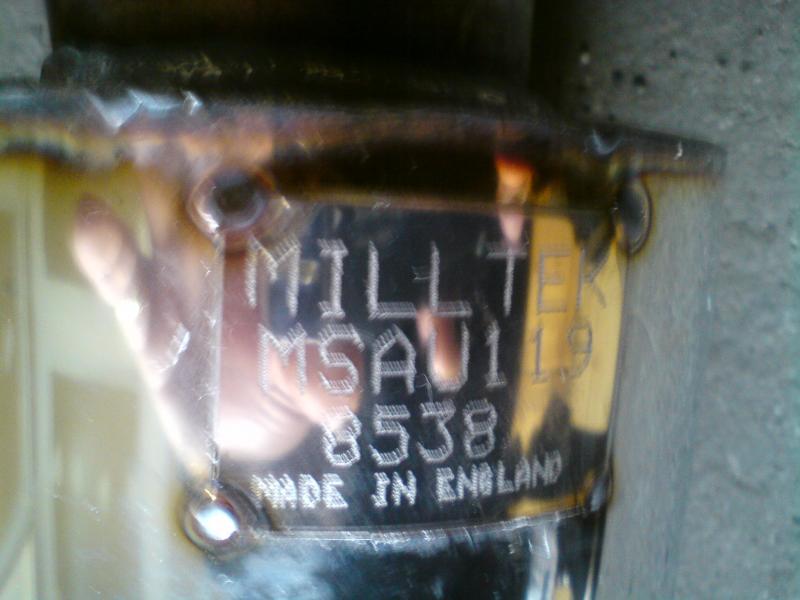 MILLTEK
MSAU119
8538
MADE IN ENGLAND